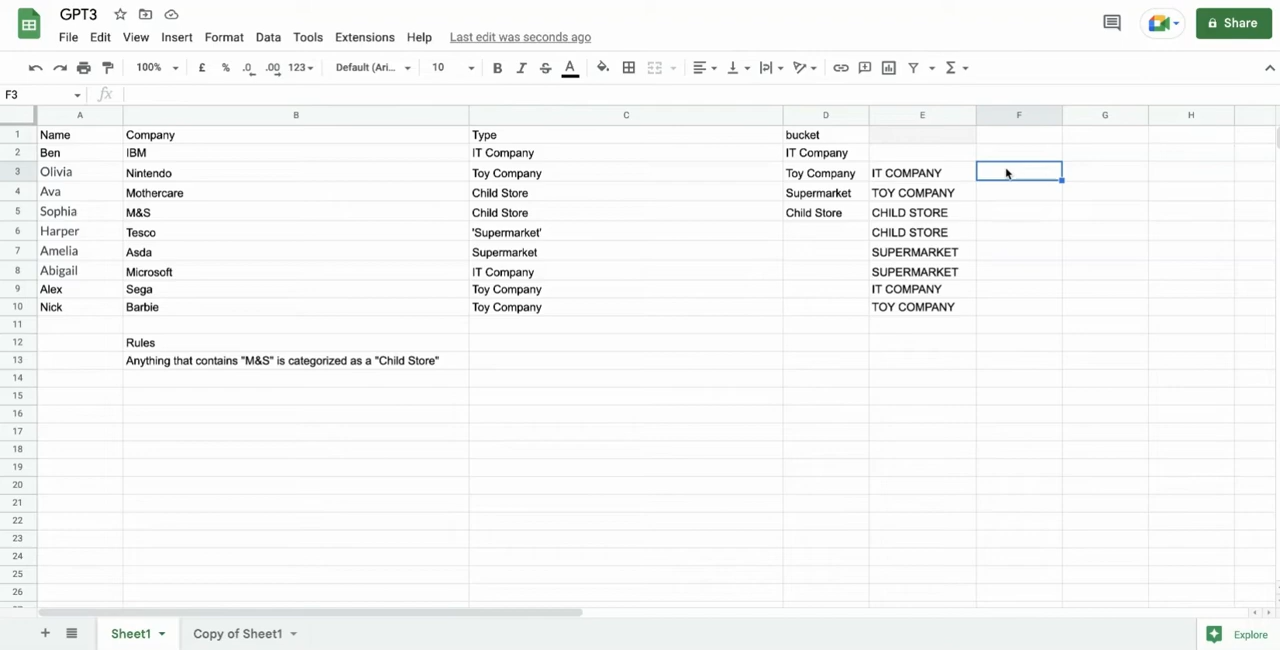 GPT3
File Edit View Insert Format Data Tools Extensions Help Last edit was seconds ago
Share
100% £ % .0 .00 123 Default (Ari... 10 B I S A Σ
F3 fx
A B C D E F G H
1 Name Company Type bucket
2 Ben IBM IT Company IT Company
3 Olivia Nintendo Toy Company Toy Company IT COMPANY
4 Ava Mothercare Child Store Supermarket TOY COMPANY
5 Sophia M&S Child Store Child Store CHILD STORE
6 Harper Tesco 'Supermarket' CHILD STORE
7 Amelia Asda Supermarket SUPERMARKET
8 Abigail Microsoft IT Company SUPERMARKET
9 Alex Sega Toy Company IT COMPANY
10 Nick Barbie Toy Company TOY COMPANY
11
12 Rules
13 Anything that contains "M&S" is categorized as a "Child Store"
14
15
16
17
18
19
20
21
22
23
24
25
26
Sheet1 Copy of Sheet1 Explore